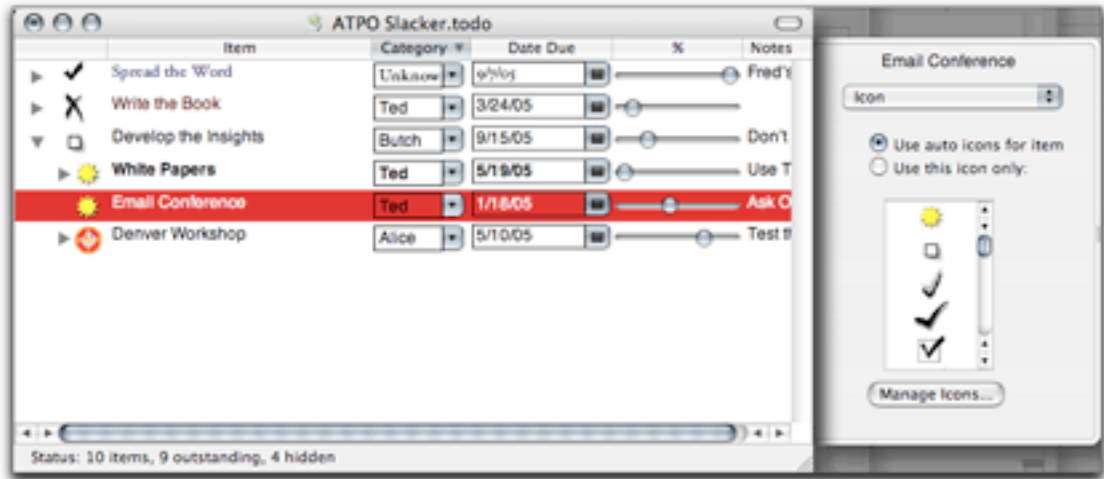 ATPO Slacker.todo
Item Category Date Due % Notes
Spread the Word Unknow 9/7/05 Fred's
Write the Book Ted 3/24/05
Develop the Insights Butch 9/15/05 Don't
White Papers Ted 5/19/05 Use T
Email Conference Ted 1/18/05 Ask O
Denver Workshop Alice 5/10/05 Test th
Status: 10 items, 9 outstanding, 4 hidden
Email Conference
Icon
Use auto icons for item
Use this icon only:
Manage Icons...